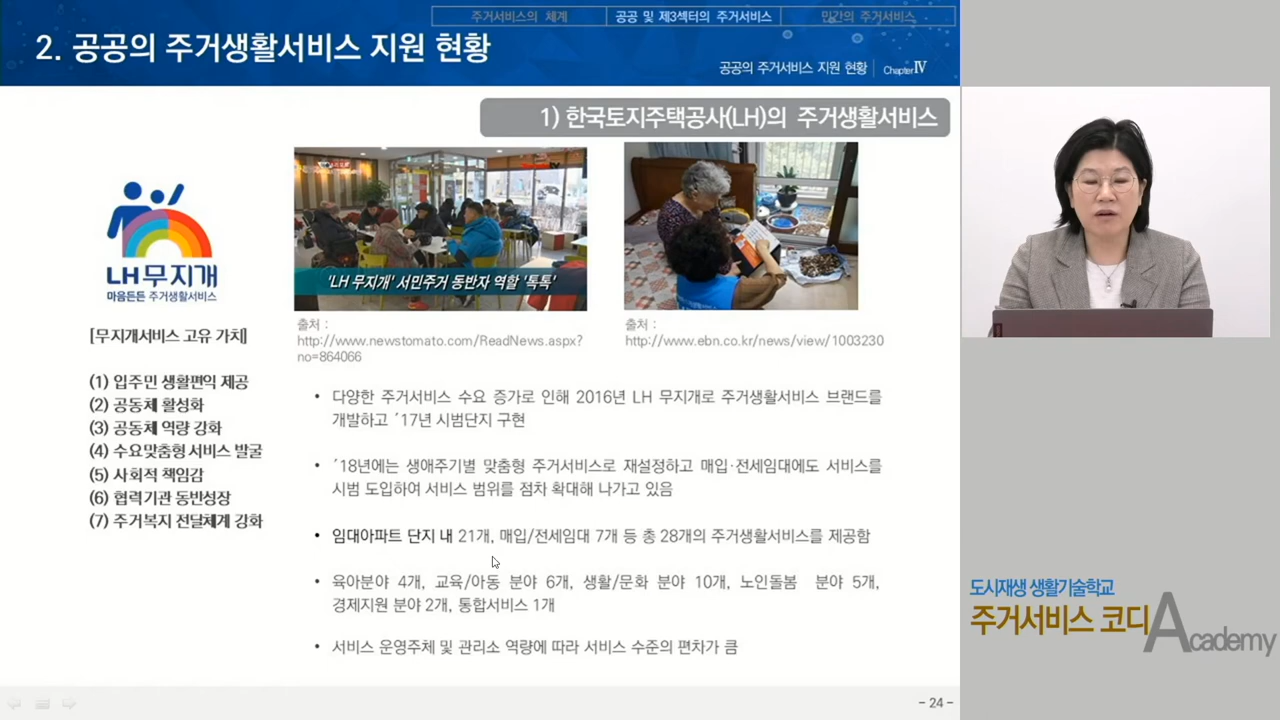 주거서비스의 체계
공공 및 제3섹터의 주거서비스
민간의 주거서비스
2. 공공의 주거생활서비스 지원 현황
공공의 주거서비스 지원 현황
Chapter Ⅳ
1) 한국토지주택공사(LH)의 주거생활서비스
LH무지개
마음든든 주거생활서비스
'LH 무지개' 서민주거 동반자 역할 '톡톡'
출처 :
http://www.newstomato.com/ReadNews.aspx?
no=864066
출처 :
http://www.ebn.co.kr/news/view/1003230
[무지개서비스 고유 가치]
(1) 입주민 생활편익 제공
(2) 공동체 활성화
(3) 공동체 역량 강화
(4) 수요맞춤형 서비스 발굴
(5) 사회적 책임감
(6) 협력기관 동반성장
(7) 주거복지 전달체계 강화
• 다양한 주거서비스 수요 증가로 인해 2016년 LH 무지개로 주거생활서비스 브랜드를
개발하고 ´17년 시범단지 구현
• ´18년에는 생애주기별 맞춤형 주거서비스로 재설정하고 매입·전세임대에도 서비스를
시범 도입하여 서비스 범위를 점차 확대해 나가고 있음
• 임대아파트 단지 내 21개, 매입/전세임대 7개 등 총 28개의 주거생활서비스를 제공함
• 육아분야 4개, 교육/아동 분야 6개, 생활/문화 분야 10개, 노인돌봄 분야 5개,
경제지원 분야 2개, 통합서비스 1개
• 서비스 운영주체 및 관리소 역량에 따라 서비스 수준의 편차가 큼
- 24 -
도시재생 생활기술학교
주거서비스 코디
Academy